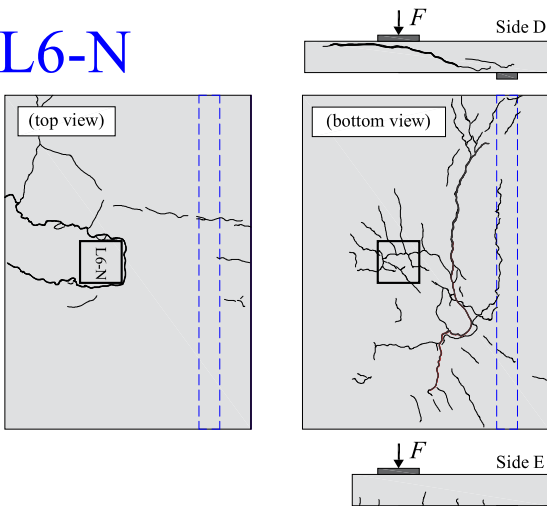 L6-N
F
Side D
(top view)
(bottom view)
L6-N
F
Side E